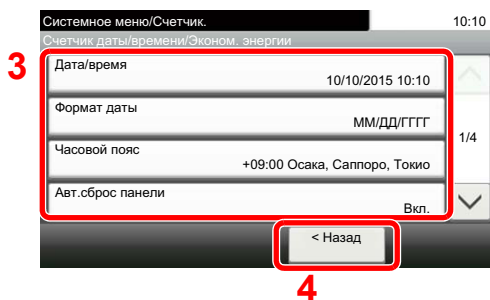 Системное меню/Счетчик.
10:10
Счетчик даты/времени/Эконом. энергии
3
Дата/время
10/10/2015 10:10
Формат даты
ММ/ДД/ГГГГ
1/4
Часовой пояс
+09:00 Осака, Саппоро, Токио
Авт.сброс панели
Вкл.
< Назад
4